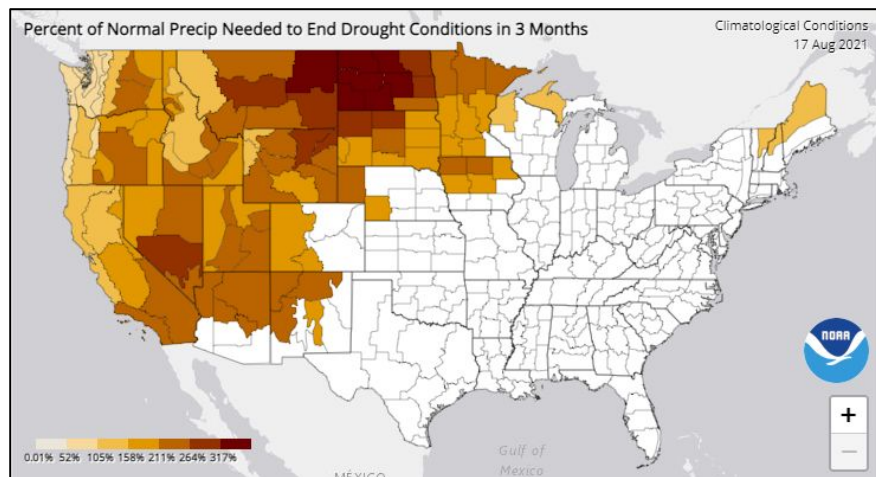 Percent of Normal Precip Needed to End Drought Conditions in 3 Months
Climatological Conditions
17 Aug 2021
NOAA
+
−
0.01% 52% 105% 158% 211% 264% 317%
MÉXICO
Gulf of
Mexico